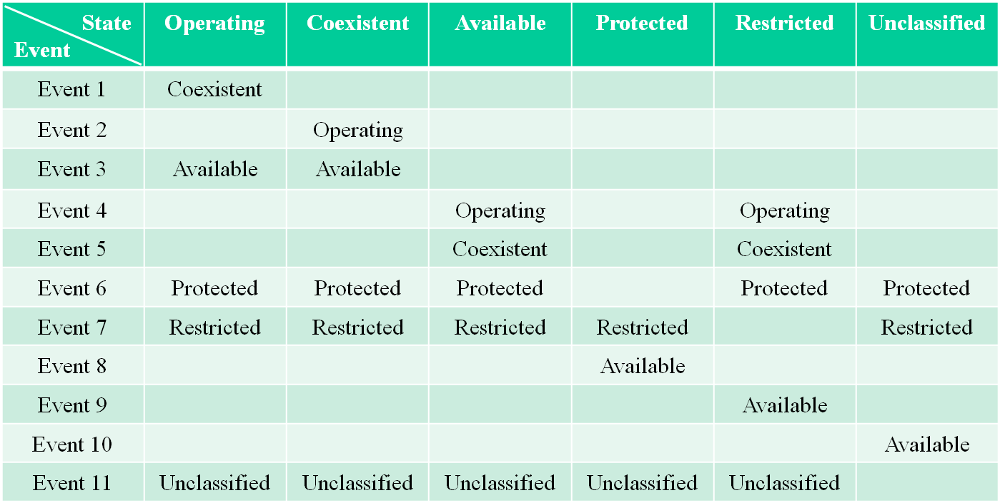 State Operating Coexistent Available Protected Restricted Unclassified
Event
Event 1 Coexistent
Event 2 Operating
Event 3 Available Available
Event 4 Operating Operating
Event 5 Coexistent Coexistent
Event 6 Protected Protected Protected Protected Protected
Event 7 Restricted Restricted Restricted Restricted Restricted
Event 8 Available
Event 9 Available
Event 10 Available
Event 11 Unclassified Unclassified Unclassified Unclassified Unclassified